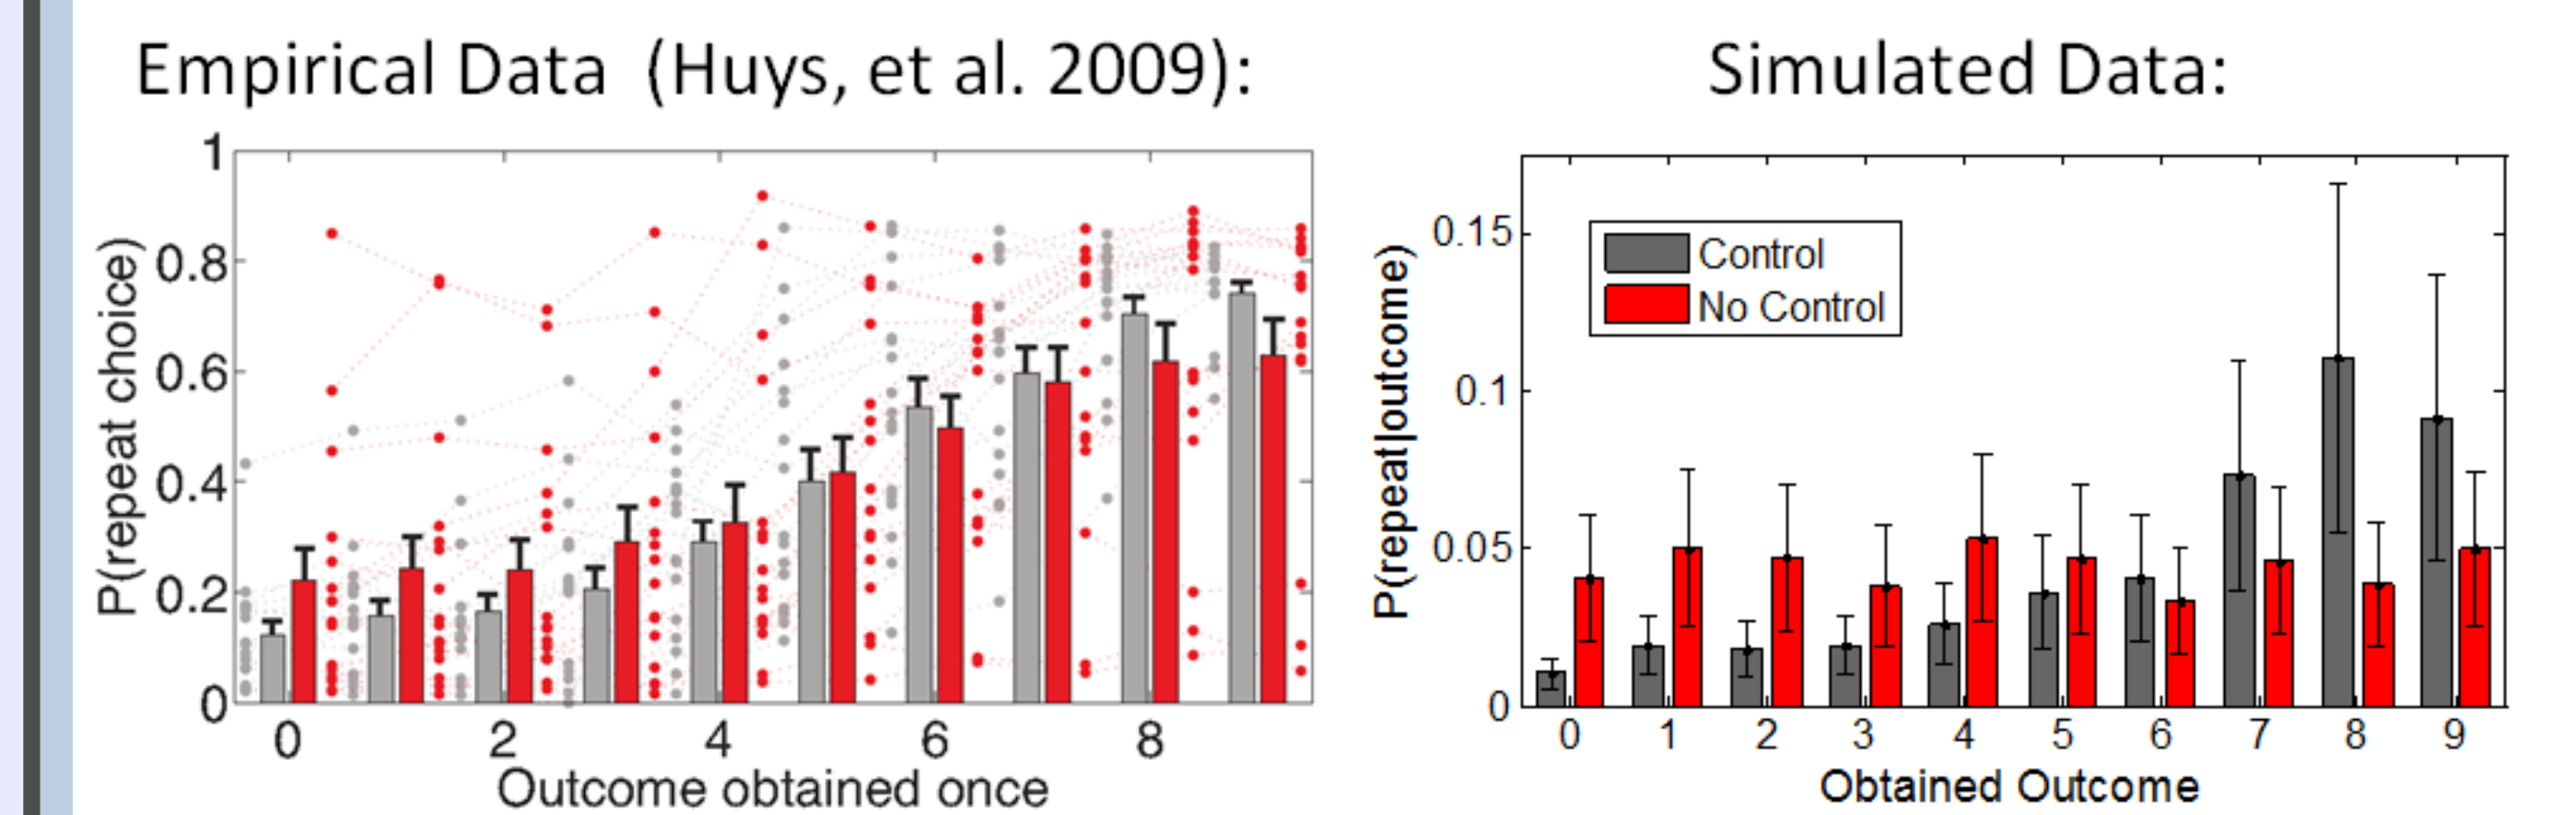 Empirical Data (Huys, et al. 2009):
P(repeat choice)
1
0.8
0.6
0.4
0.2
0
0 2 4 6 8
Outcome obtained once
Simulated Data:
P(repeat|outcome)
0.15
0.1
0.05
0
Control
No Control
0 1 2 3 4 5 6 7 8 9
Obtained Outcome